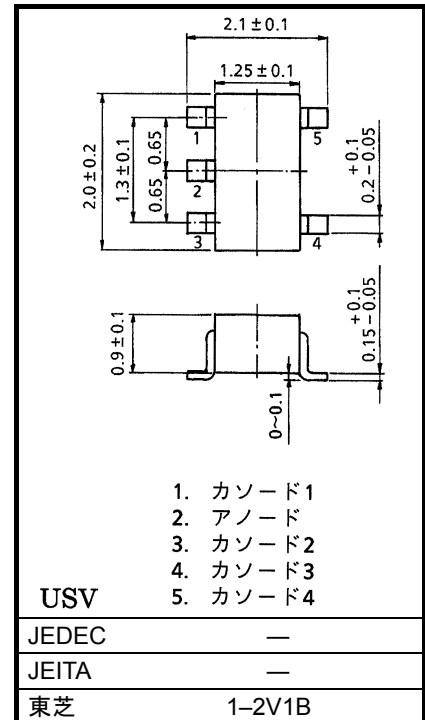 2.1±0.1
1.25±0.1
2.0±0.2
1.3±0.1
0.65
0.65
1
2
3
5
4
+0.1
0.2−0.05
0.9±0.1
0~0.1
+0.1
0.15−0.05
1. カソード1
2. アノード
3. カソード2
4. カソード3
USV 5. カソード4
JEDEC ―
JEITA ―
東芝 1–2V1B